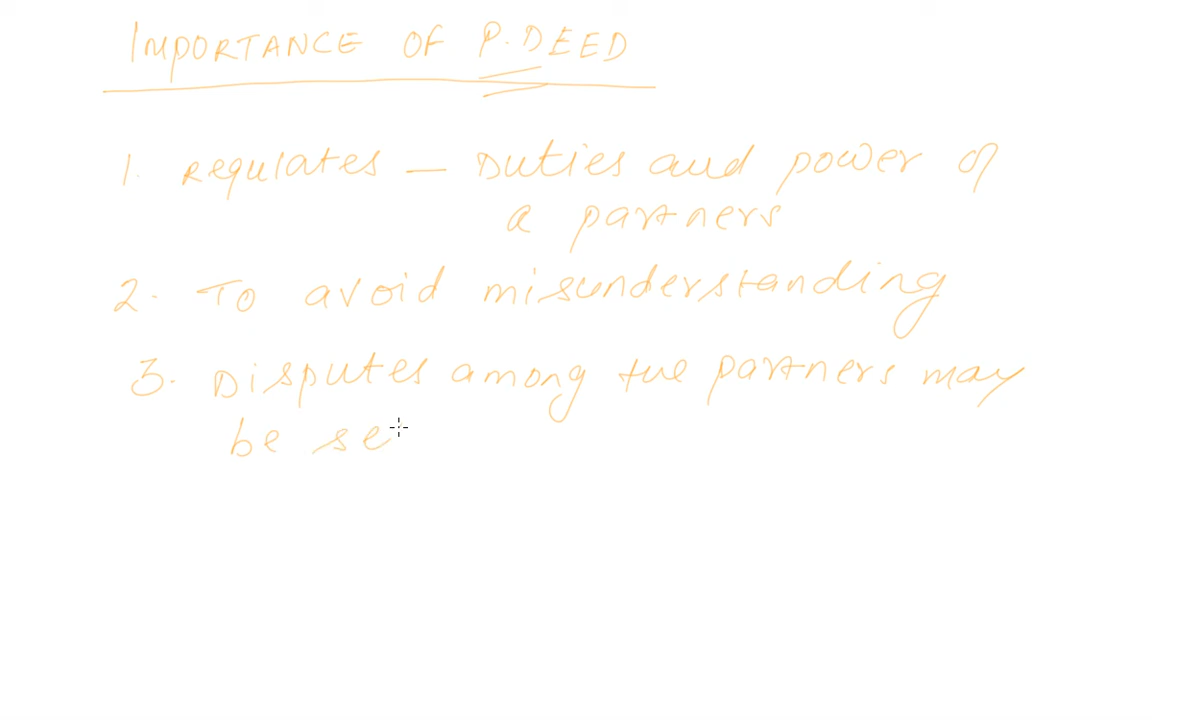 IMPORTANCE OF P. DEED
1. Regulates – Duties and power of
a partners
2. To avoid misunderstanding
3. Disputes among the partners may
be se